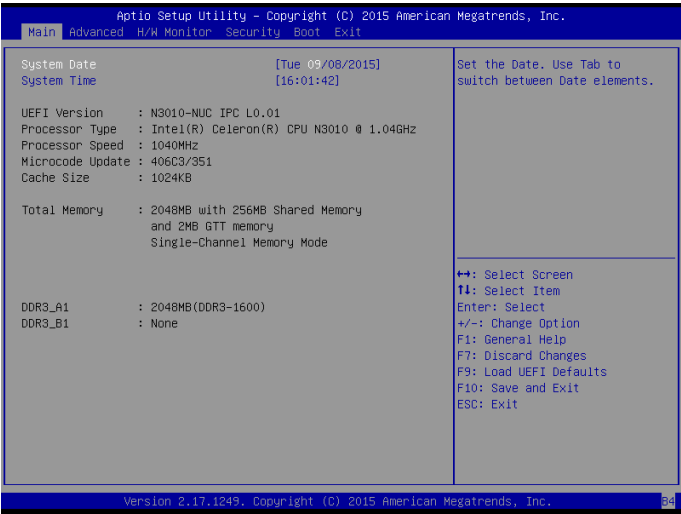 Aptio Setup Utility – Copyright (C) 2015 American Megatrends, Inc.
Main Advanced H/W Monitor Security Boot Exit
System Date [Tue 09/08/2015]
System Time [16:01:42]
UEFI Version : N3010-NUC IPC L0.01
Processor Type : Intel(R) Celeron(R) CPU N3010 @ 1.04GHz
Processor Speed : 1040MHz
Microcode Update : 406C3/351
Cache Size : 1024KB
Total Memory : 2048MB with 256MB Shared Memory
and 2MB GTT memory
Single-Channel Memory Mode
DDR3_A1 : 2048MB(DDR3-1600)
DDR3_B1 : None
Set the Date. Use Tab to
switch between Date elements.
↔: Select Screen
↑↓: Select Item
Enter: Select
+/-: Change Option
F1: General Help
F7: Discard Changes
F9: Load UEFI Defaults
F10: Save and Exit
ESC: Exit
Version 2.17.1249. Copyright (C) 2015 American Megatrends, Inc.
B4